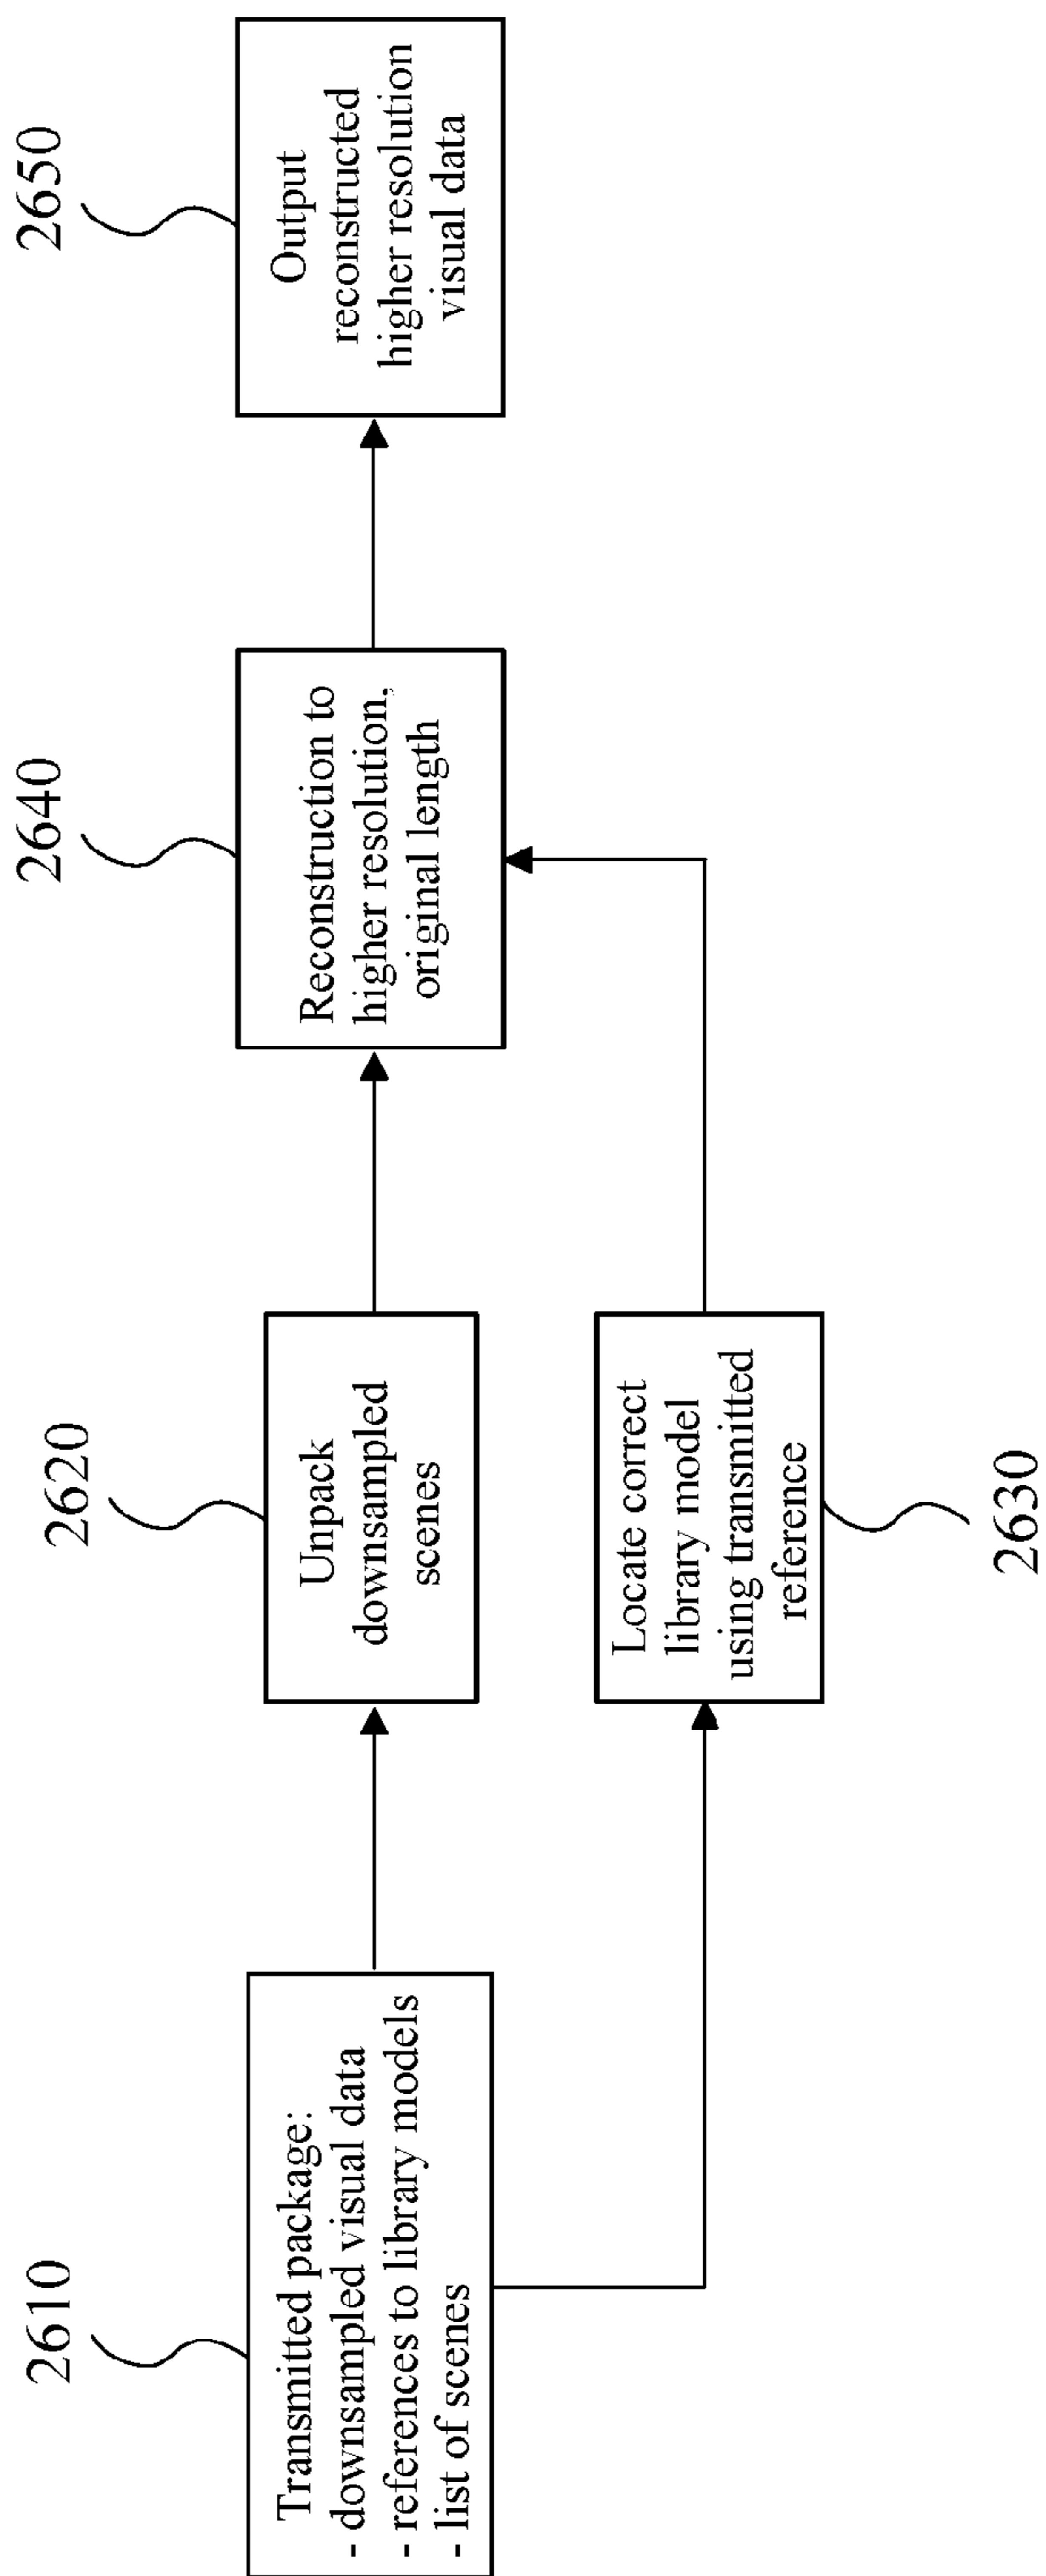 2610
Transmitted package:
- downsampled visual data
- references to library models
- list of scenes
2620
Unpack
downsampled
scenes
Locate correct
library model
using transmitted
reference
2630
2640
Reconstruction to
higher resolution,
original length
2650
Output
reconstructed
higher resolution
visual data